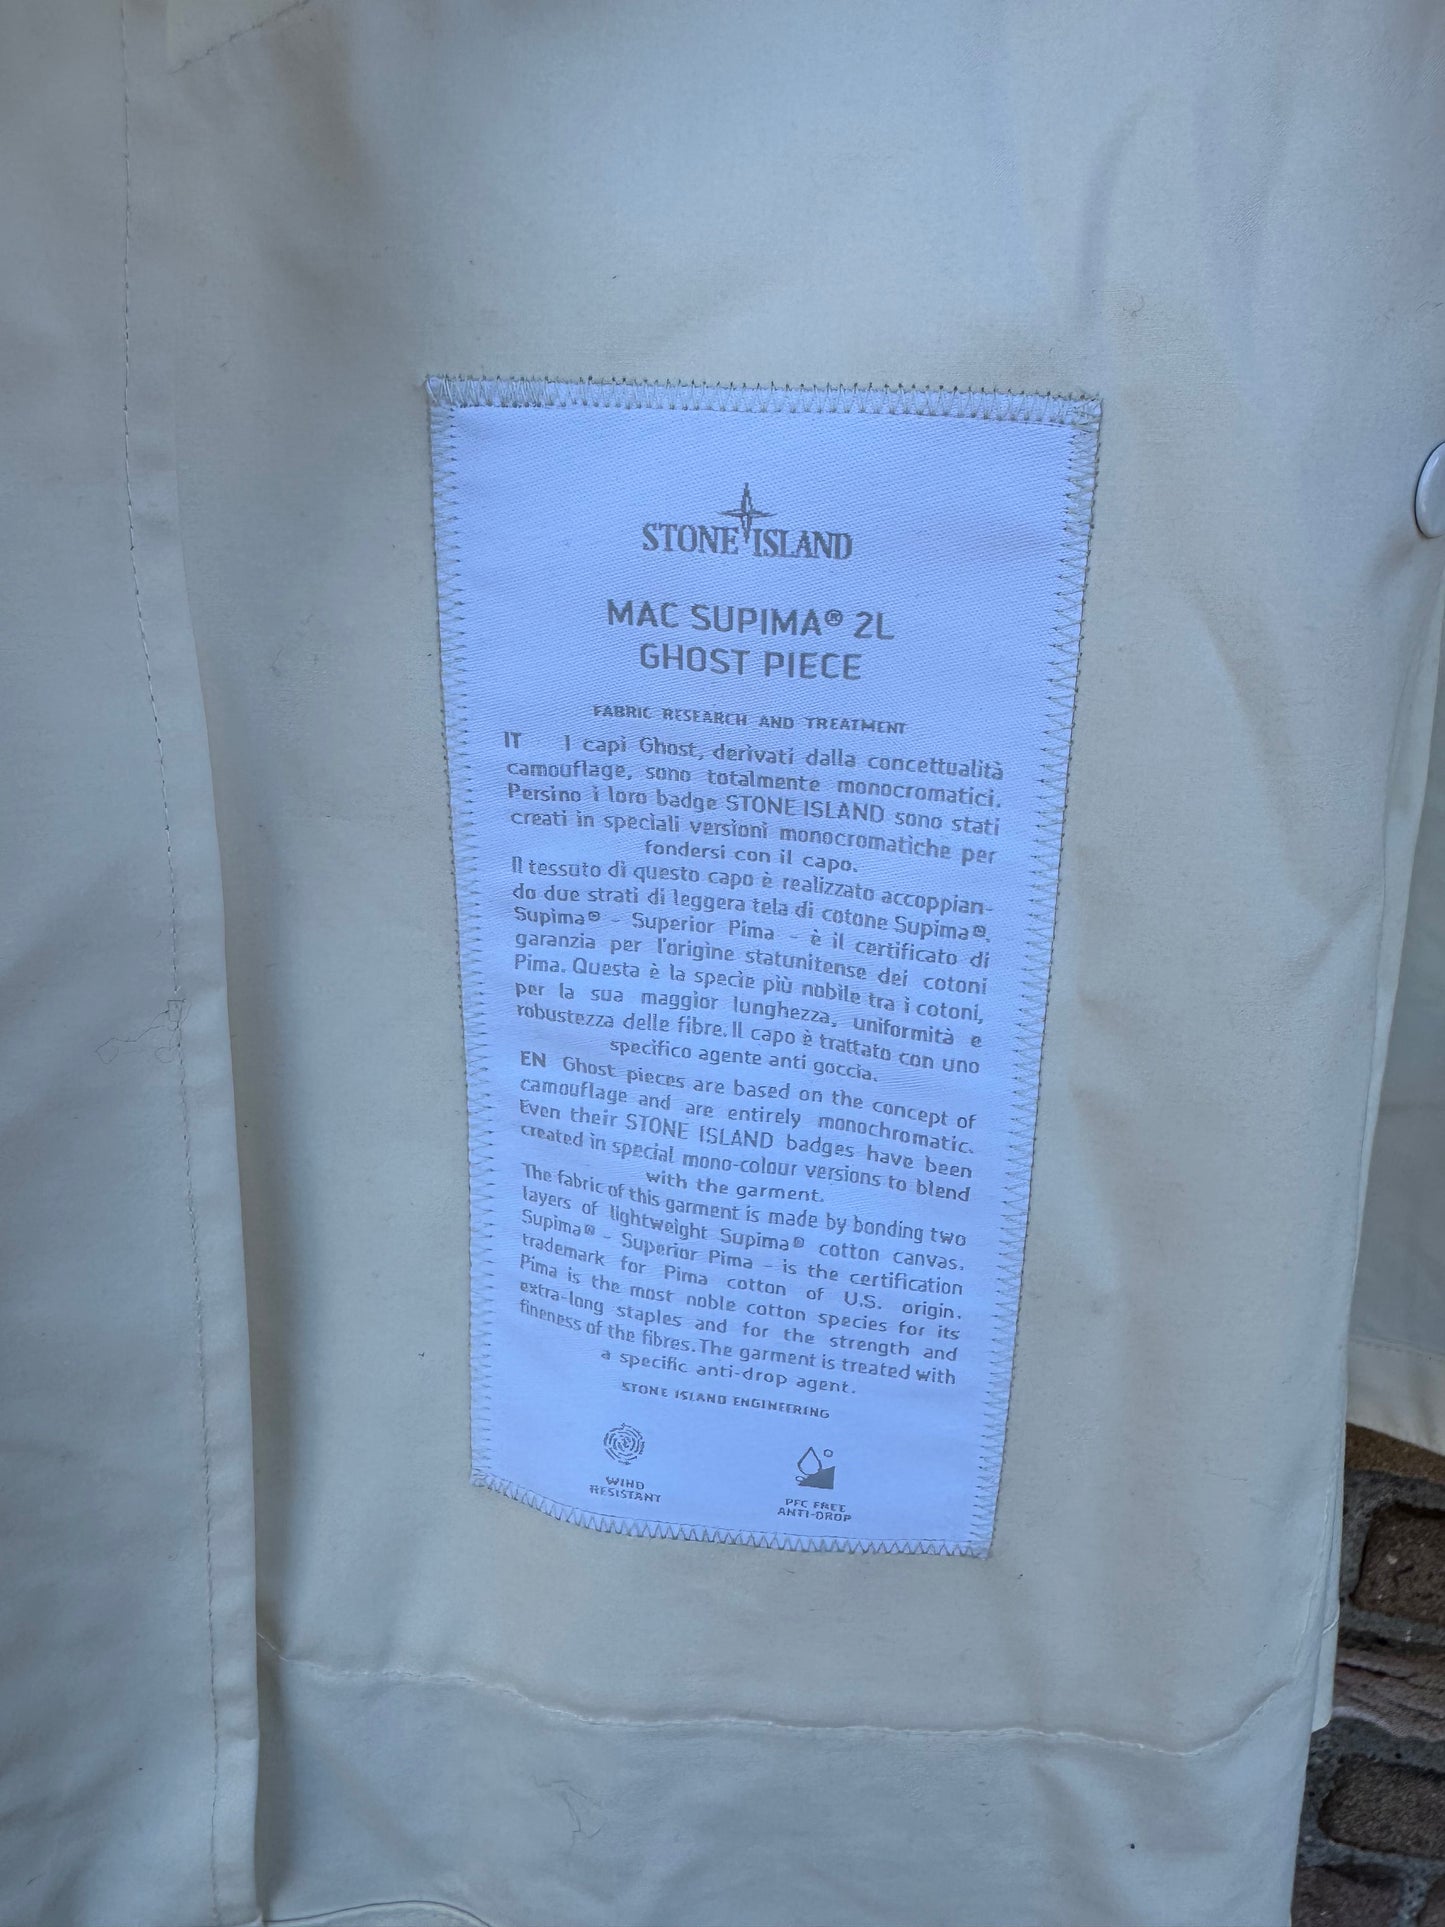 STONE ISLAND
MAC SUPIMA® 2L
GHOST PIECE
FABRIC RESEARCH AND TREATMENT
IT I capi Ghost, derivati dalla concettualità
camouflage, sono totalmente monocromatici.
Persino i loro badge STONE ISLAND sono stati
creati in speciali versioni monocromatiche per
fondersi con il capo.
Il tessuto di questo capo è realizzato accoppian-
do due strati di leggera tela di cotone Supima®.
Supima® - Superior Pima - è il certificato di
garanzia per l'origine statunitense dei cotoni
Pima. Questa è la specie più nobile tra i cotoni,
per la sua maggior lunghezza, uniformità e
robustezza delle fibre. Il capo è trattato con uno
specifico agente anti goccia.
EN Ghost pieces are based on the concept of
camouflage and are entirely monochromatic.
Even their STONE ISLAND badges have been
created in special mono-colour versions to blend
with the garment.
The fabric of this garment is made by bonding two
layers of lightweight Supima® cotton canvas.
Supima® - Superior Pima - is the certification
trademark for Pima cotton of U.S. origin.
Pima is the most noble cotton species for its
extra-long staples and for the strength and
fineness of the fibres. The garment is treated with
a specific anti-drop agent.
STONE ISLAND ENGINEERING
WIND
RESISTANT
PFC FREE
ANTI-DROP